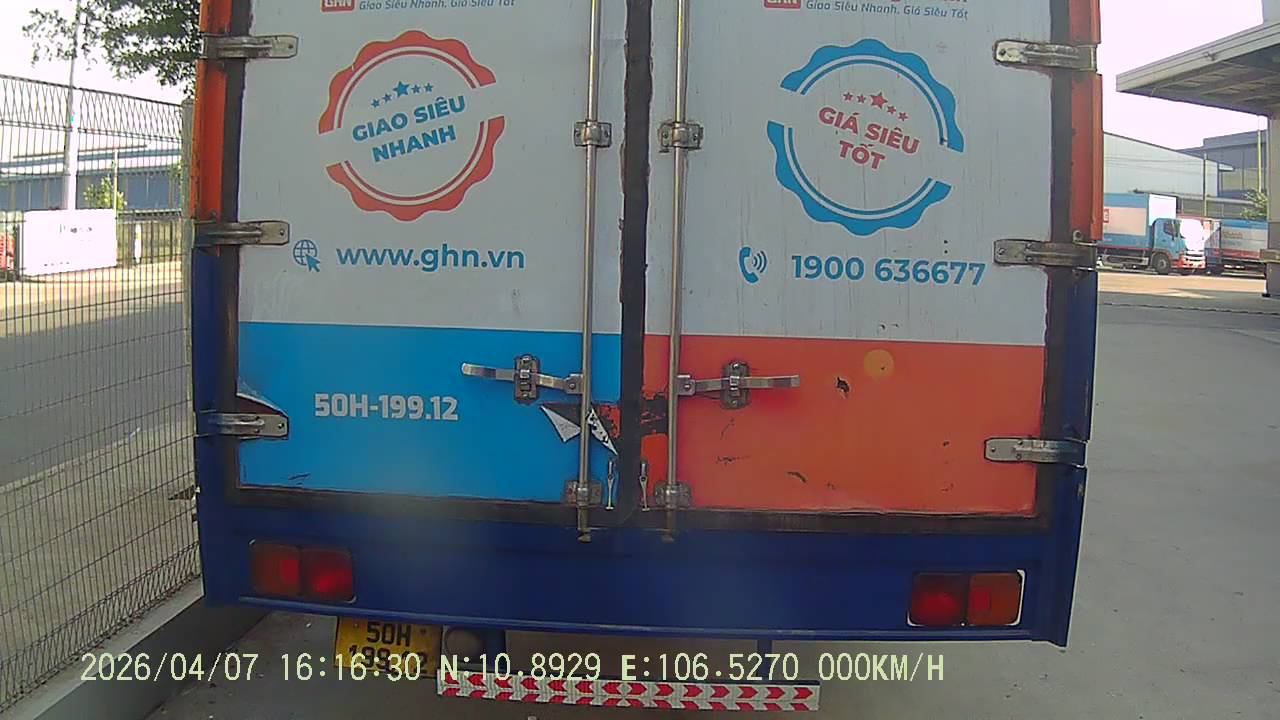 GHN
Giao Siêu Nhanh, Giá Siêu Tốt
GHN
Giao Siêu Nhanh, Giá Siêu Tốt
GIAO SIÊU
NHANH
GIÁ SIÊU
TỐT
www.ghn.vn
1900 636677
50H-199.12
50H
199.12
2026/04/07 16:16:30 N:10.8929 E:106.5270 000KM/H